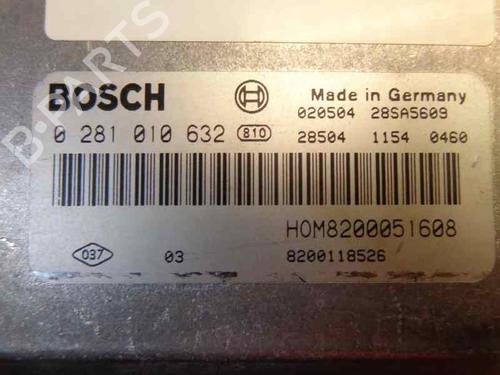 B-PARTS
BOSCH
Made in Germany
020504 28SA5609
0 281 010 632 810
28504 1154 0460
HOM8200051608
037 03 8200118526